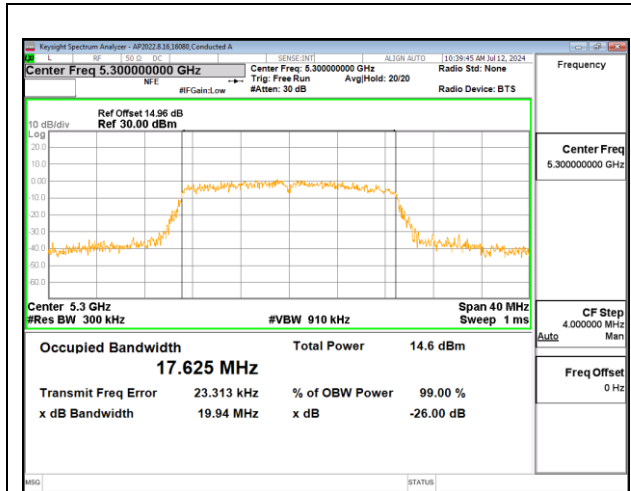 Keysight Spectrum Analyzer - AP2022.8.16,16080,Conducted A
L RF 50 Ω DC SENSE:INT ALIGN AUTO 10:39:45 AM Jul 12, 2024
Center Freq 5.300000000 GHz
NFE
#IFGain:Low
Center Freq: 5.300000000 GHz
Trig: Free Run Avg|Hold: 20/20
#Atten: 30 dB
Radio Std: None
Radio Device: BTS
Frequency
Ref Offset 14.96 dB
10 dB/div Ref 30.00 dBm
Log
20.0
10.0
0.00
-10.0
-20.0
-30.0
-40.0
-50.0
-60.0
Center 5.3 GHz Span 40 MHz
#Res BW 300 kHz #VBW 910 kHz Sweep 1 ms
Occupied Bandwidth Total Power 14.6 dBm
17.625 MHz
Transmit Freq Error 23.313 kHz % of OBW Power 99.00 %
x dB Bandwidth 19.94 MHz x dB -26.00 dB
Center Freq
5.300000000 GHz
CF Step
4.000000 MHz
Auto Man
Freq Offset
0 Hz
MSG STATUS